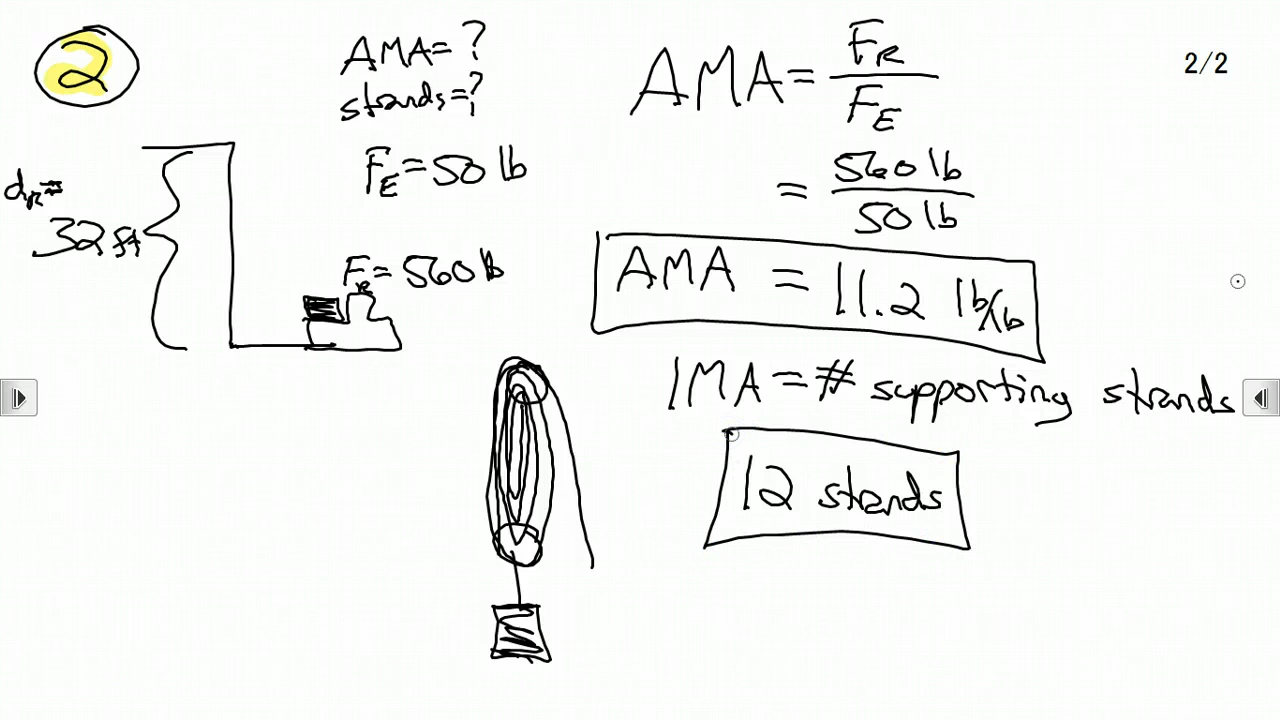 2
AMA=?
strands=?
F_E=50 lb
d_R=
32 ft
F_R=560 lb
AMA=F_R/F_E
=560 lb/50 lb
AMA = 11.2 lb/lb
IMA=# supporting strands
12 strands
2/2